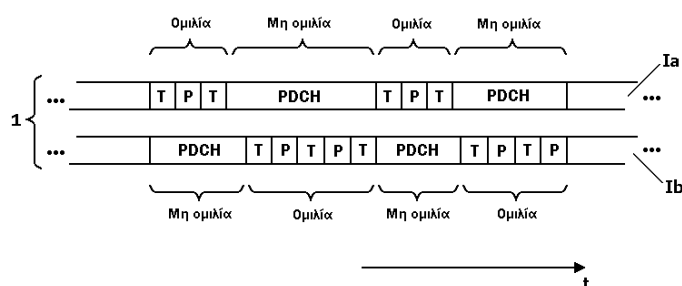 Ομιλία Μη ομιλία Ομιλία Μη ομιλία
Ia
... T P T PDCH T P T PDCH ...
1
... PDCH T P T P T PDCH T P T P ...
Ib
Μη ομιλία Ομιλία Μη ομιλία Ομιλία
t